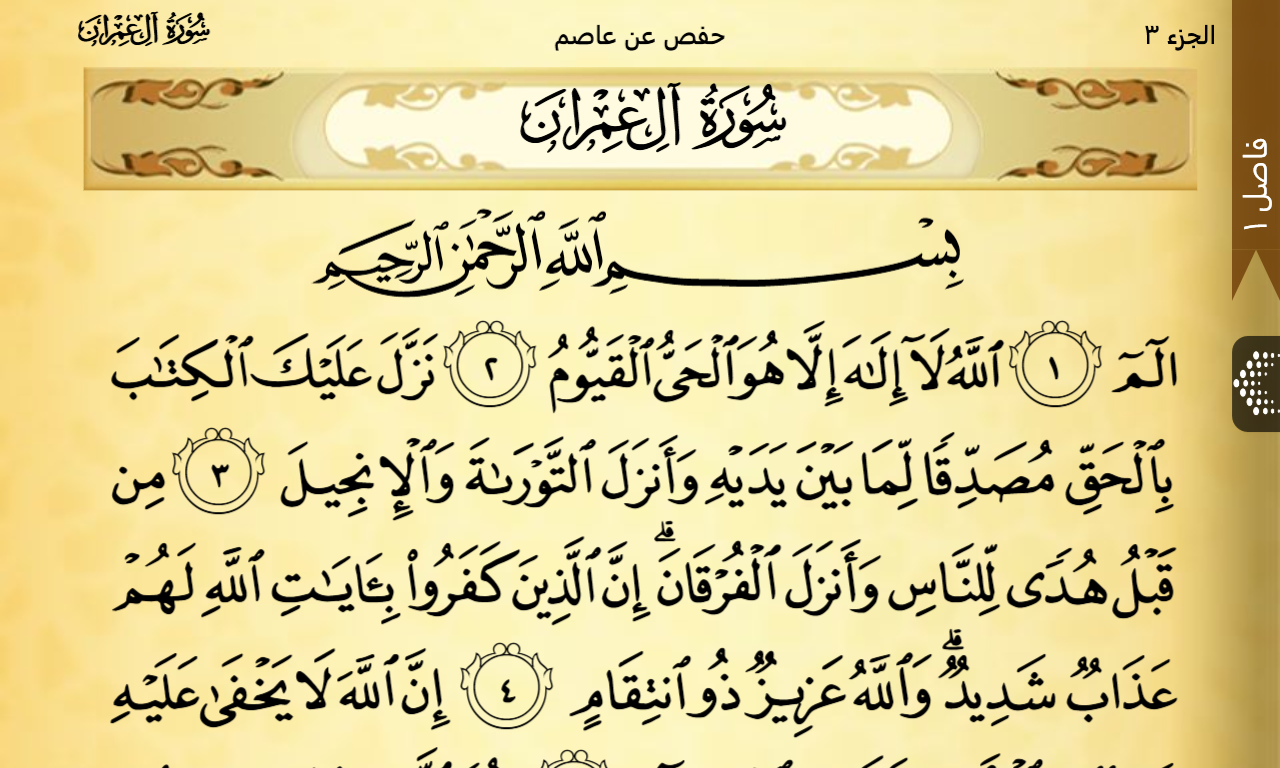 الجزء ٣
حفص عن عاصم
سُورَةُ آلِ عِمْرَانَ
فاصل ١
سُورَةُ آلِ عِمْرَانَ
بِسْمِ ٱللَّهِ ٱلرَّحْمَٰنِ ٱلرَّحِيمِ
الٓمٓ ١ ٱللَّهُ لَآ إِلَٰهَ إِلَّا هُوَ ٱلْحَىُّ ٱلْقَيُّومُ ٢ نَزَّلَ عَلَيْكَ ٱلْكِتَٰبَ
بِٱلْحَقِّ مُصَدِّقًا لِّمَا بَيْنَ يَدَيْهِ وَأَنزَلَ ٱلتَّوْرَىٰةَ وَٱلْإِنجِيلَ ٣ مِن
قَبْلُ هُدًى لِّلنَّاسِ وَأَنزَلَ ٱلْفُرْقَانَ ۗ إِنَّ ٱلَّذِينَ كَفَرُوا۟ بِـَٔايَٰتِ ٱللَّهِ لَهُمْ
عَذَابٌ شَدِيدٌ ۗ وَٱللَّهُ عَزِيزٌ ذُو ٱنتِقَامٍ ٤ إِنَّ ٱللَّهَ لَا يَخْفَىٰ عَلَيْهِ